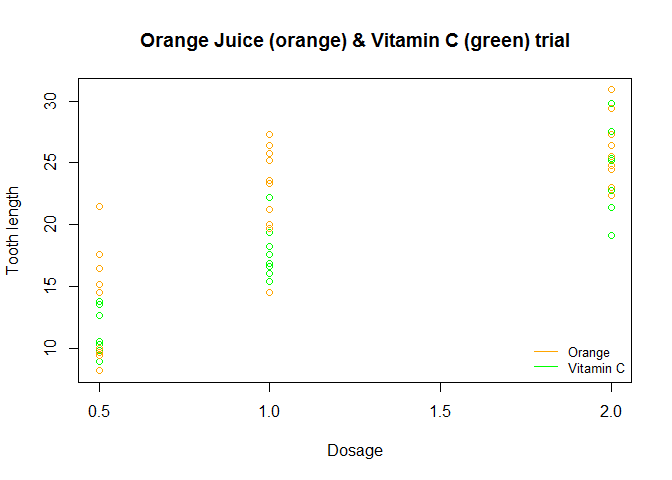 Orange Juice (orange) & Vitamin C (green) trial
30
25
20
15
10
Tooth length
0.5 1.0 1.5 2.0
Dosage
Orange
Vitamin C